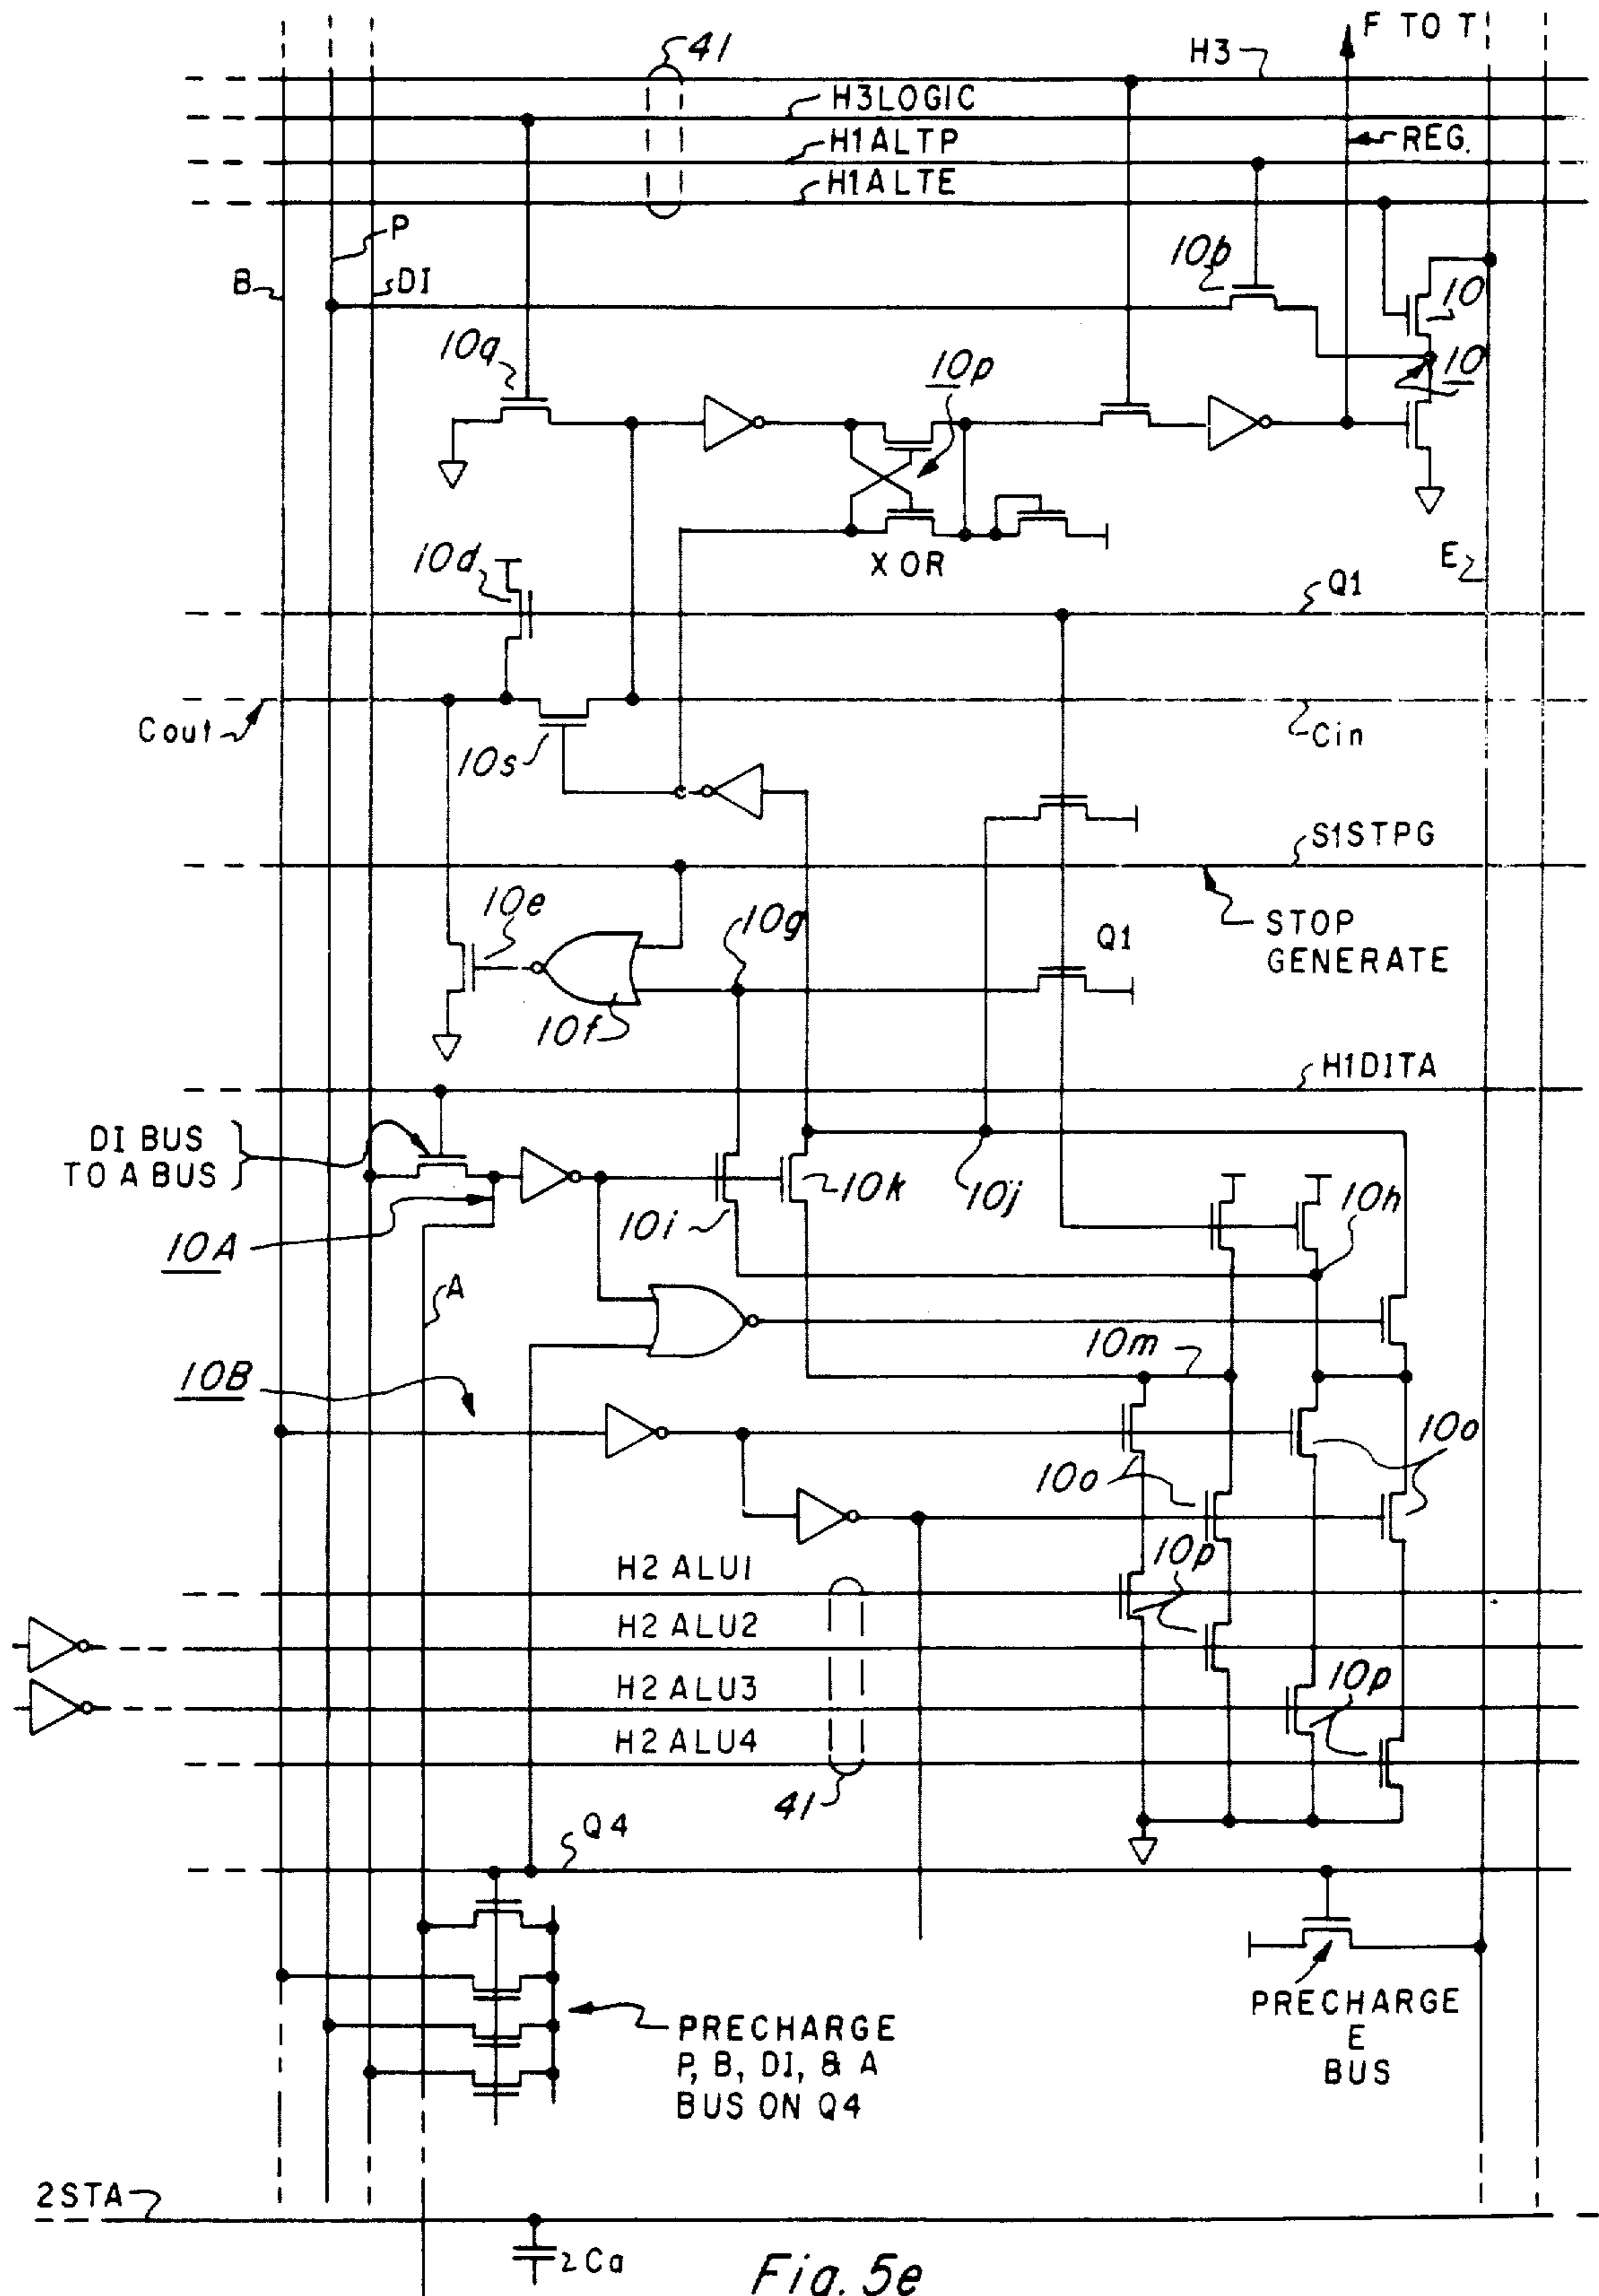 F TO T
41
H3
H3LOGIC
H1ALTP
REG.
H1ALTE
P
B
DI
10b
10
10q
10p
10
XOR
10d
E
Q1
Cout
10s
Cin
S1STPG
10e
10g
Q1
STOP
GENERATE
10f
H1DITA
DI BUS
TO A BUS
10k
10j
10h
10i
10A
A
10m
10B
10o
10o
10p
H2 ALU1
H2 ALU2
H2 ALU3
10p
H2 ALU4
41
Q4
PRECHARGE
P, B, DI, & A
BUS ON Q4
PRECHARGE
E
BUS
2STA
2Ca
Fig. 5e